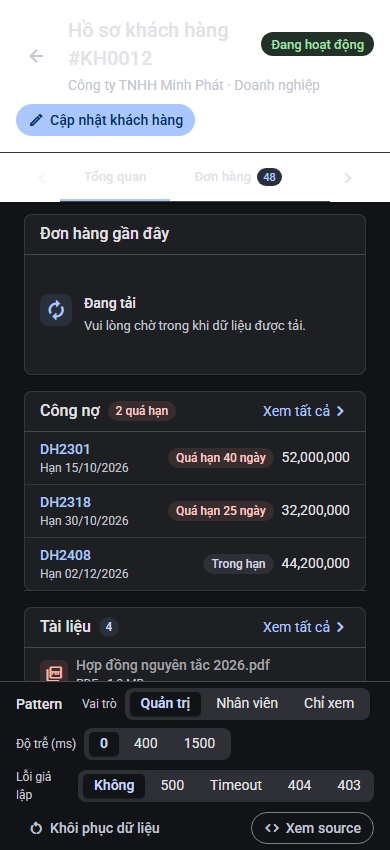 Hồ sơ khách hàng
#KH0012
Đang hoạt động
Công ty TNHH Minh Phát · Doanh nghiệp
Cập nhật khách hàng
Tổng quan
Đơn hàng 48
Đơn hàng gần đây
Đang tải
Vui lòng chờ trong khi dữ liệu được tải.
Công nợ 2 quá hạn Xem tất cả
DH2301
Hạn 15/10/2026
Quá hạn 40 ngày 52,000,000
DH2318
Hạn 30/10/2026
Quá hạn 25 ngày 32,200,000
DH2408
Hạn 02/12/2026
Trong hạn 44,200,000
Tài liệu 4 Xem tất cả
Hợp đồng nguyên tắc 2026.pdf
Pattern Vai trò Quản trị Nhân viên Chỉ xem
Độ trễ (ms) 0 400 1500
Lỗi giả
lập
Không 500 Timeout 404 403
Khôi phục dữ liệu
Xem source